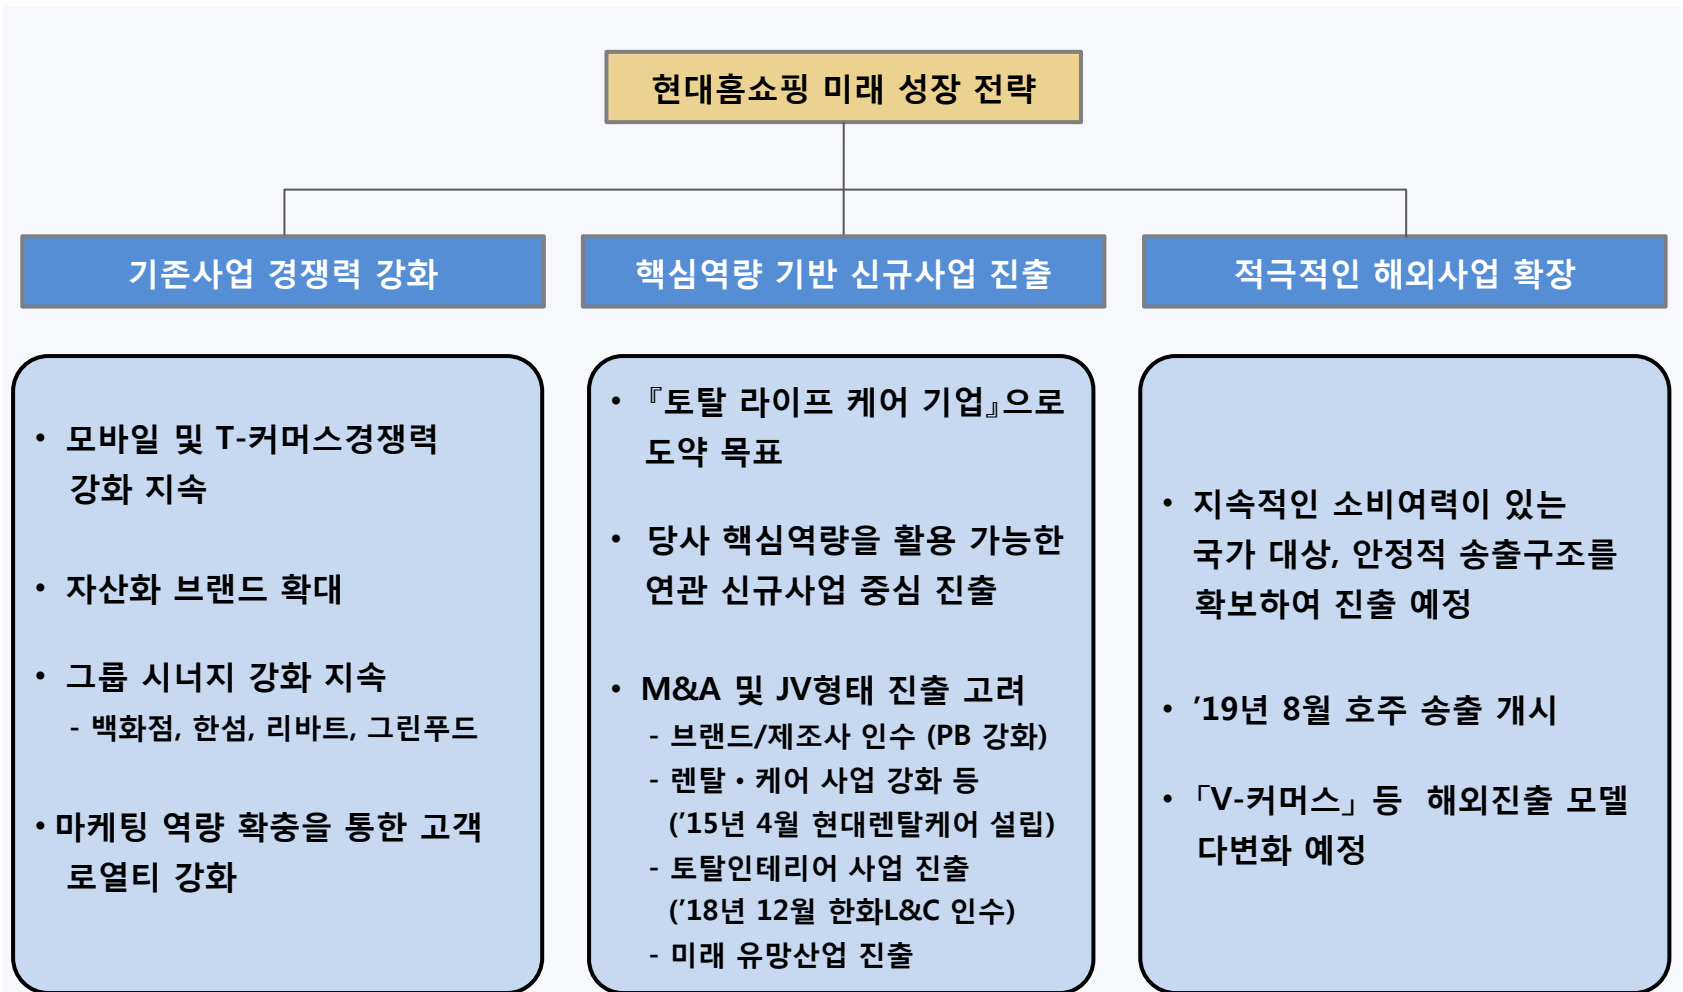 현대홈쇼핑 미래 성장 전략
기존사업 경쟁력 강화
• 모바일 및 T-커머스경쟁력
강화 지속
• 자산화 브랜드 확대
• 그룹 시너지 강화 지속
- 백화점, 한섬, 리바트, 그린푸드
• 마케팅 역량 확충을 통한 고객
로열티 강화
핵심역량 기반 신규사업 진출
• 『토탈 라이프 케어 기업』으로
도약 목표
• 당사 핵심역량을 활용 가능한
연관 신규사업 중심 진출
• M&A 및 JV형태 진출 고려
- 브랜드/제조사 인수 (PB 강화)
- 렌탈・케어 사업 강화 등
(’15년 4월 현대렌탈케어 설립)
- 토탈인테리어 사업 진출
(’18년 12월 한화L&C 인수)
- 미래 유망산업 진출
적극적인 해외사업 확장
• 지속적인 소비여력이 있는
국가 대상, 안정적 송출구조를
확보하여 진출 예정
• ’19년 8월 호주 송출 개시
• 「V-커머스」 등 해외진출 모델
다변화 예정